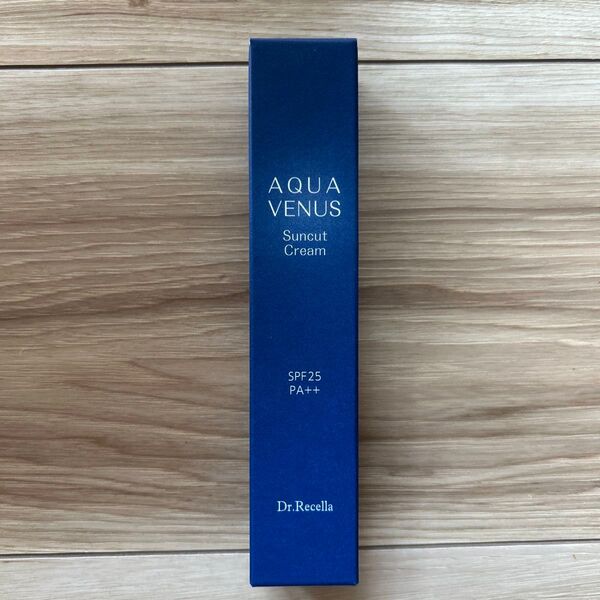 AQUA
VENUS
Suncut
Cream
SPF25
PA++
Dr.Recella